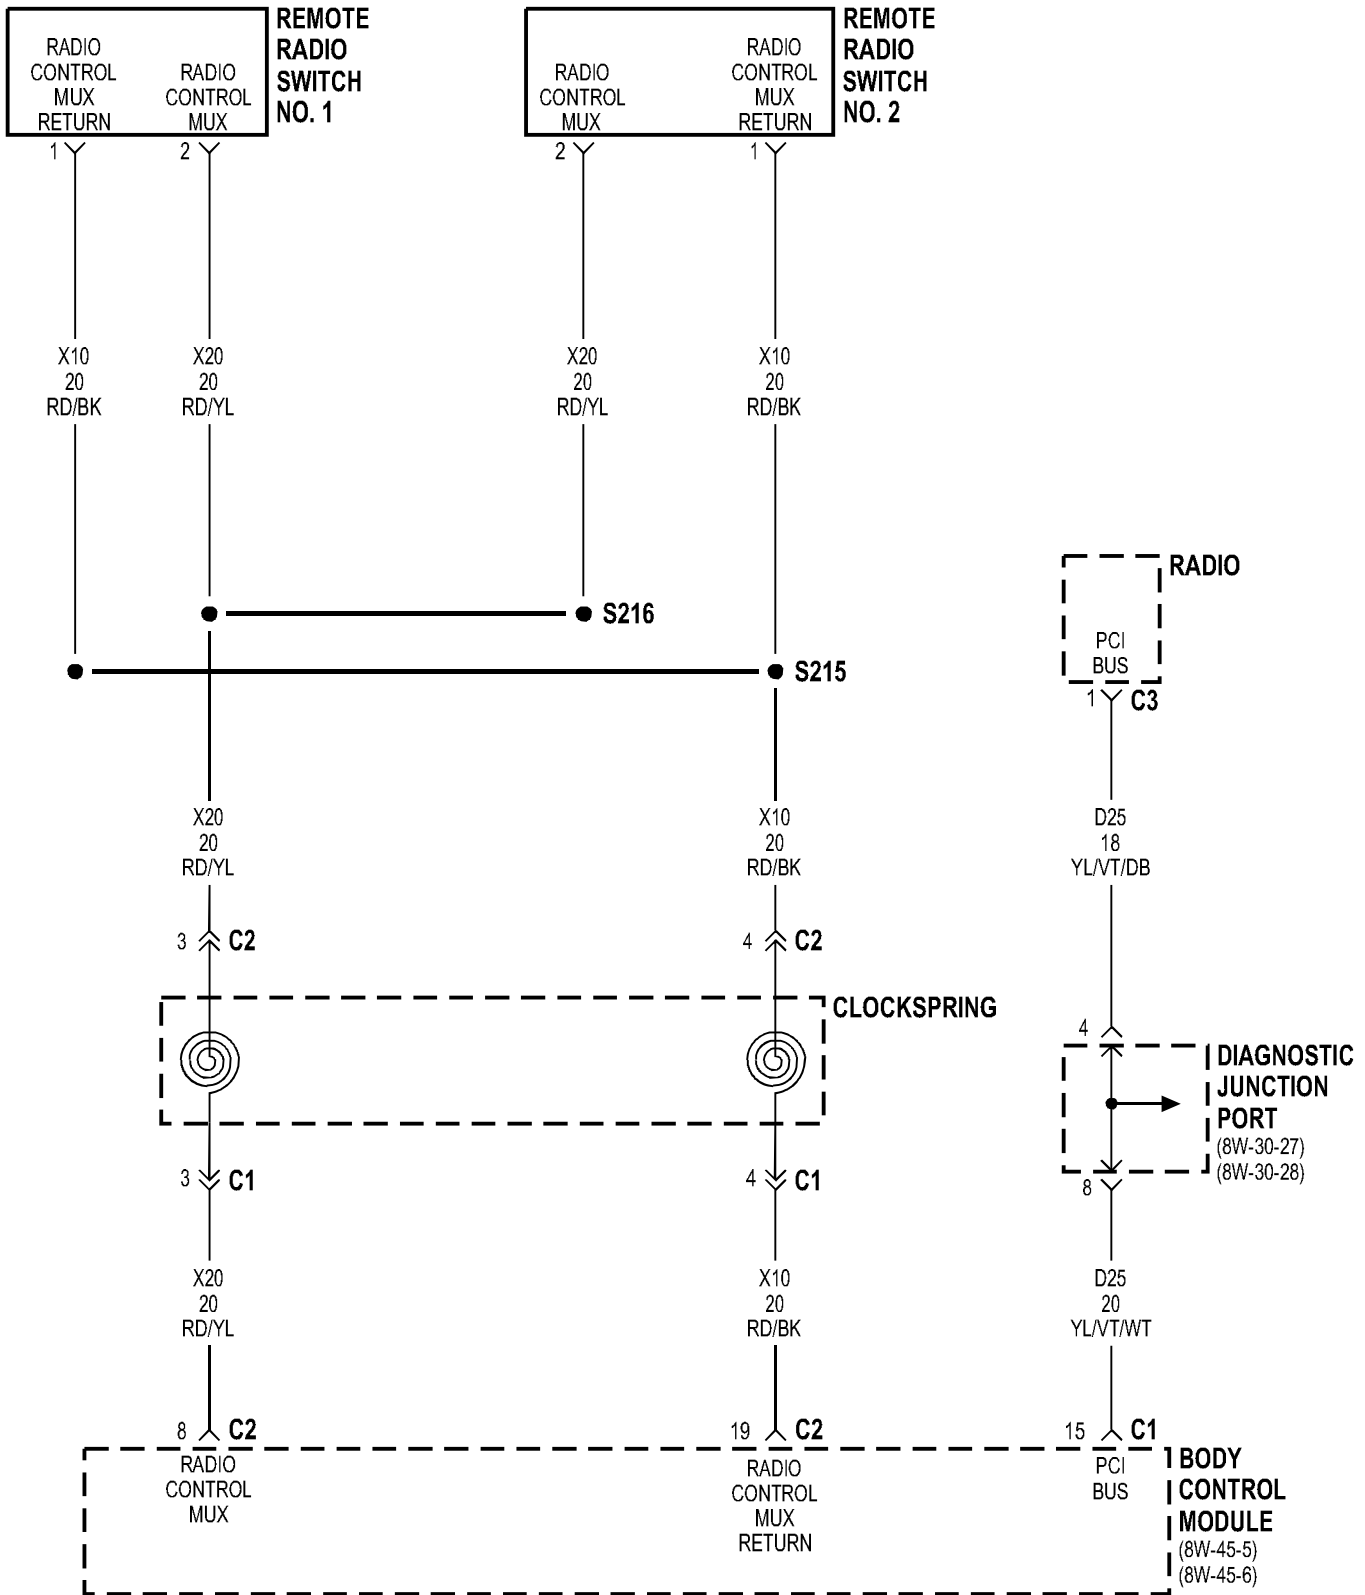 REMOTE
RADIO
SWITCH
NO. 1
RADIO
CONTROL
MUX
RETURN
RADIO
CONTROL
MUX
1
2
REMOTE
RADIO
SWITCH
NO. 2
RADIO
CONTROL
MUX
RADIO
CONTROL
MUX
RETURN
2
1
X10
20
RD/BK
X20
20
RD/YL
X20
20
RD/YL
X10
20
RD/BK
S216
S215
RADIO
PCI
BUS
1
C3
X20
20
RD/YL
X10
20
RD/BK
D25
18
YL/VT/DB
3
C2
4
C2
CLOCKSPRING
4
DIAGNOSTIC
JUNCTION
PORT
(8W-30-27)
(8W-30-28)
3
C1
4
C1
8
X20
20
RD/YL
X10
20
RD/BK
D25
20
YL/VT/WT
8
C2
19
C2
15
C1
RADIO
CONTROL
MUX
RADIO
CONTROL
MUX
RETURN
PCI
BUS
BODY
CONTROL
MODULE
(8W-45-5)
(8W-45-6)